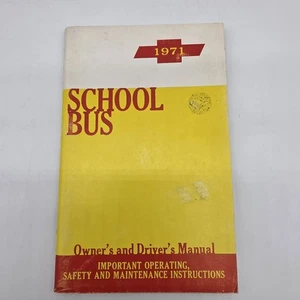 1971
SCHOOL
BUS
Owner's and Driver's Manual
IMPORTANT OPERATING,
SAFETY AND MAINTENANCE INSTRUCTIONS